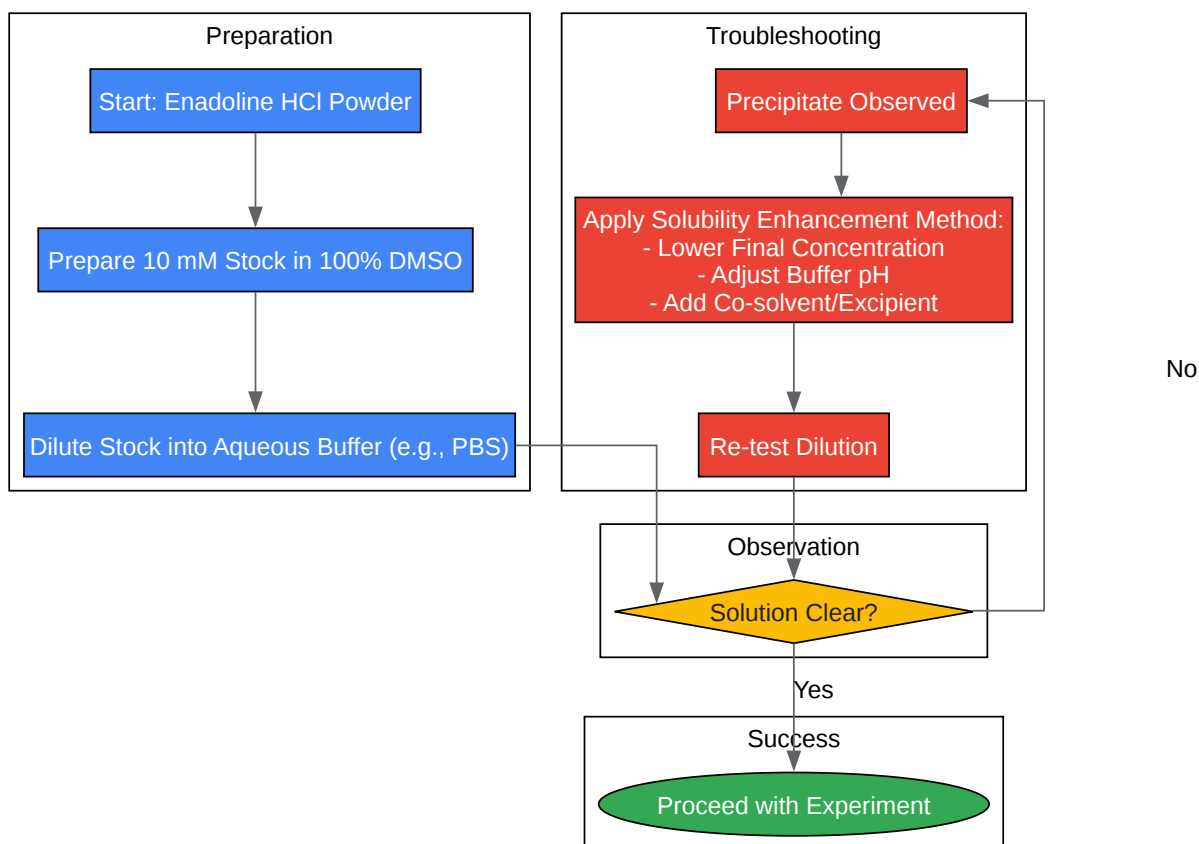 Preparation
Start: Enadoline HCl Powder
Prepare 10 mM Stock in 100% DMSO
Dilute Stock into Aqueous Buffer (e.g., PBS)
Troubleshooting
Precipitate Observed
Apply Solubility Enhancement Method:
- Lower Final Concentration
- Adjust Buffer pH
- Add Co-solvent/Excipient
Re-test Dilution
No
Observation
Solution Clear?
Yes
Success
Proceed with Experiment